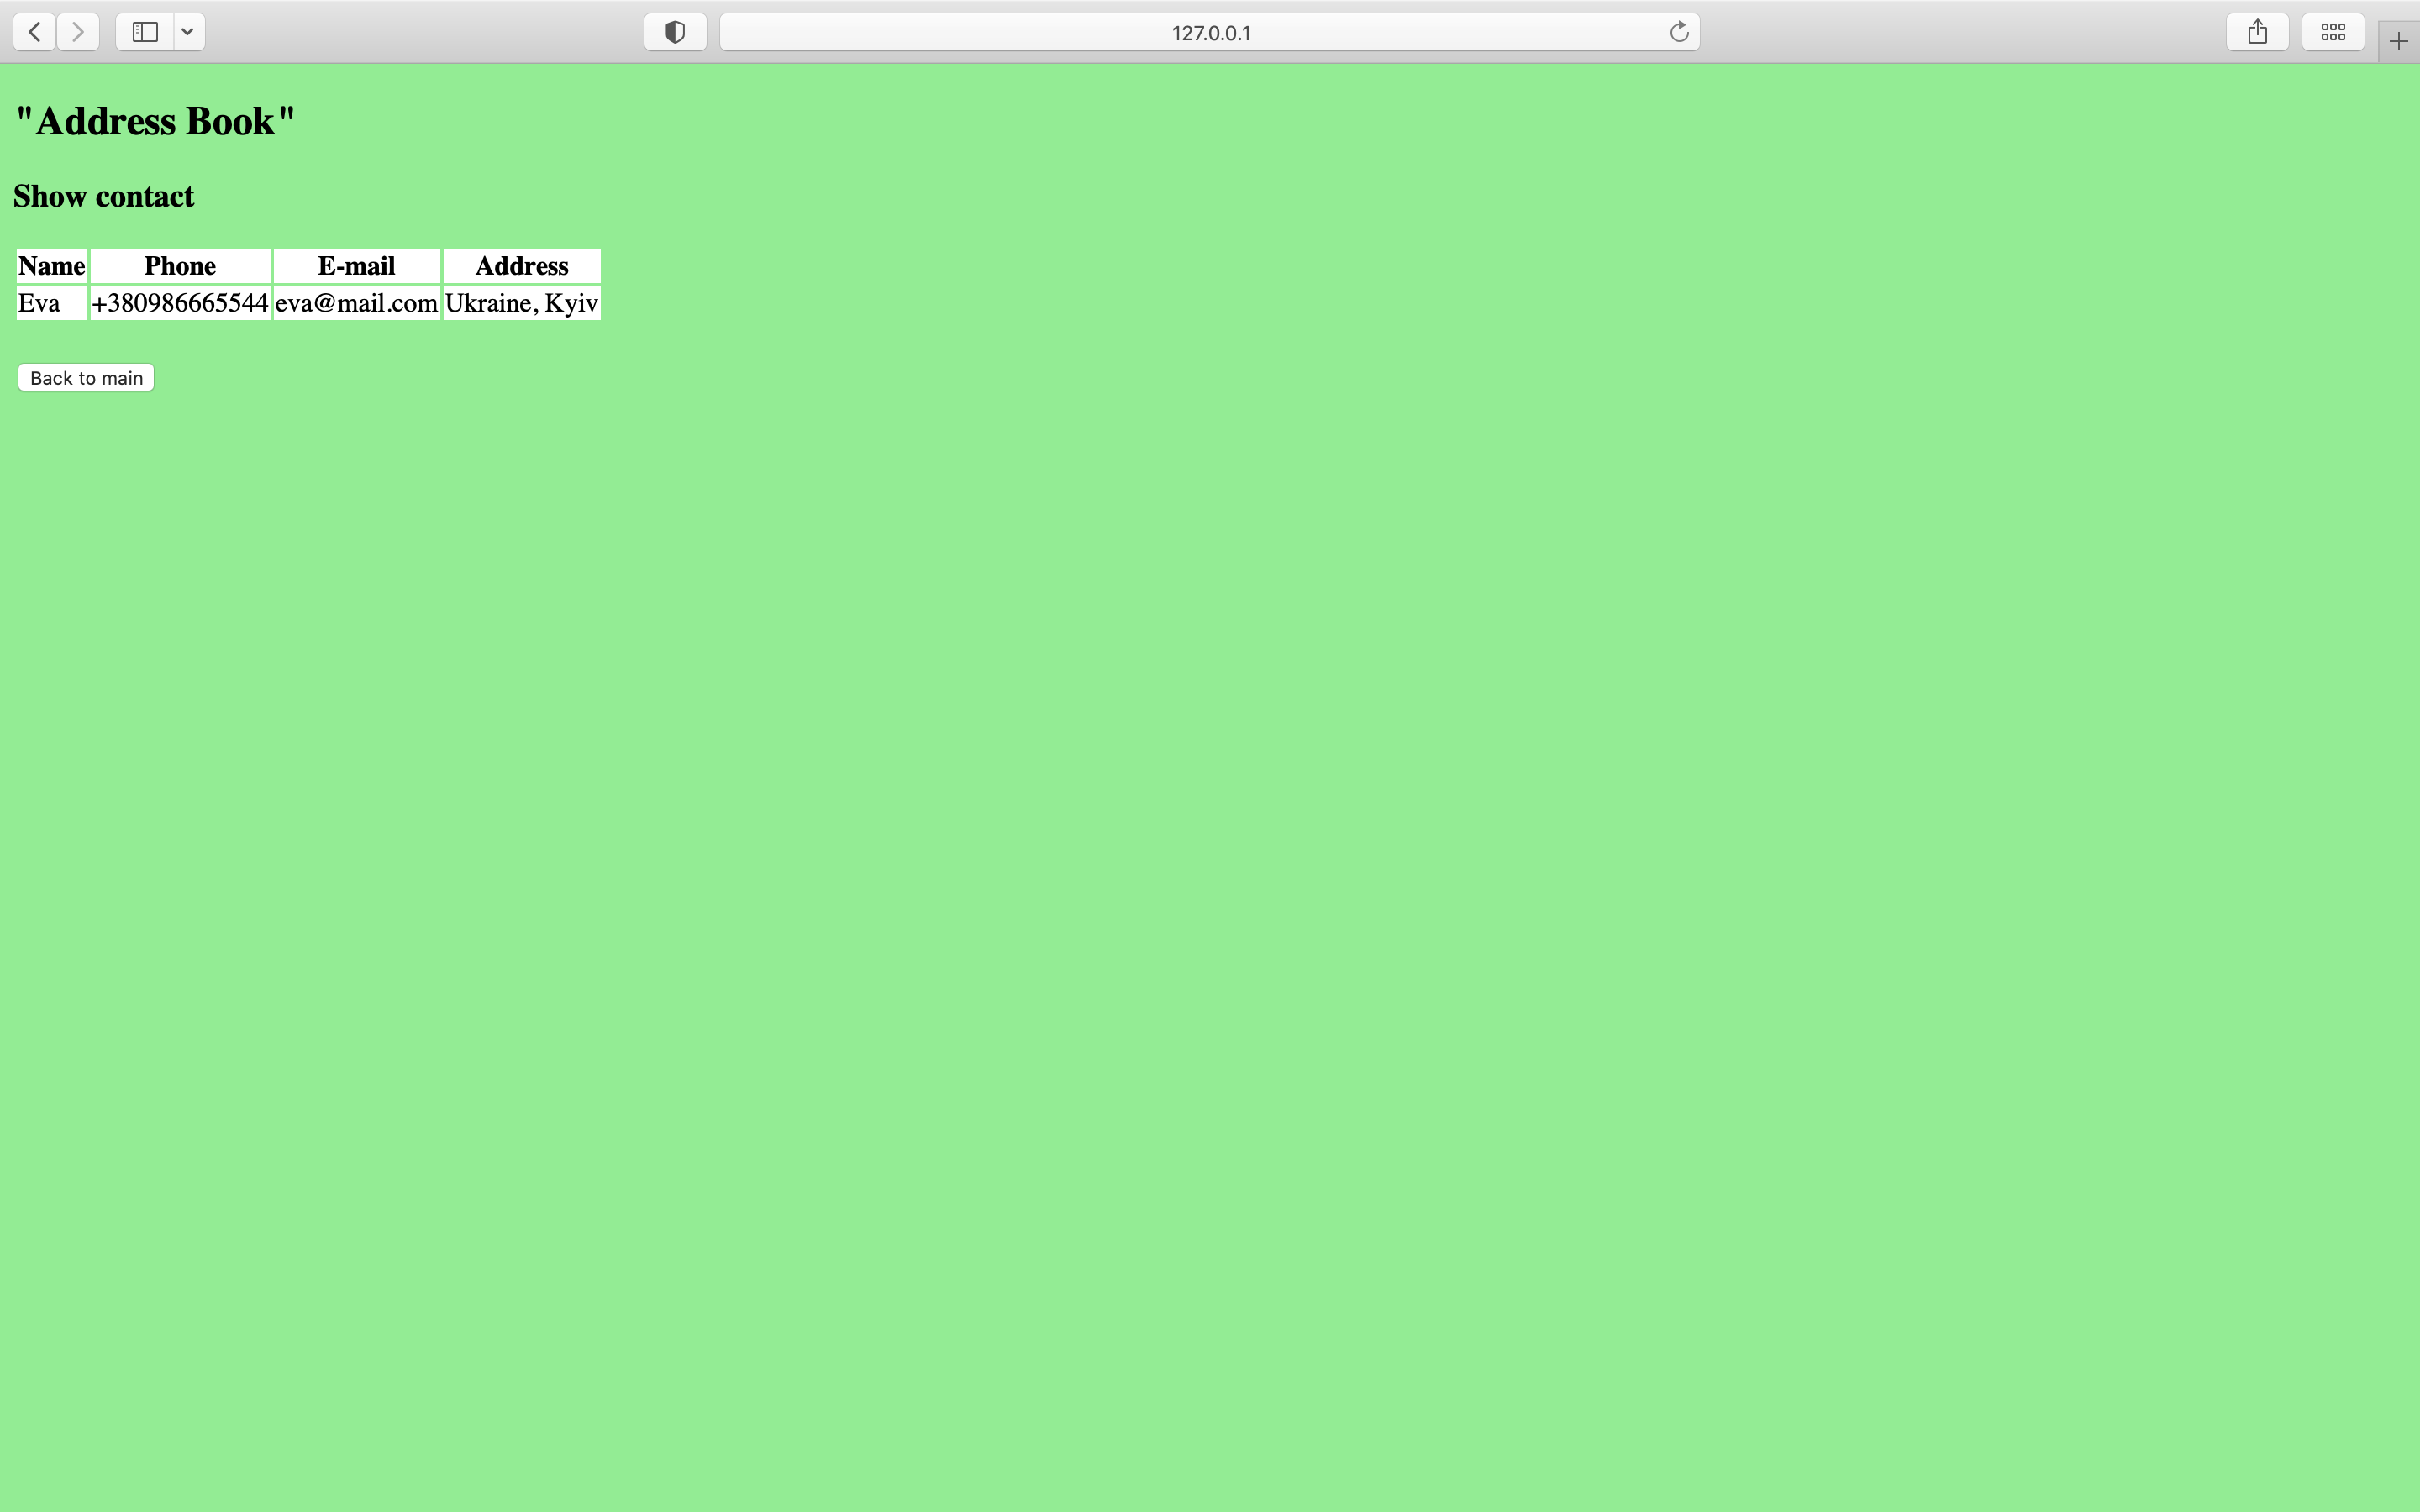 127.0.0.1
"Address Book"
Show contact
Name Phone E-mail Address
Eva +380986665544 eva@mail.com Ukraine, Kyiv
Back to main